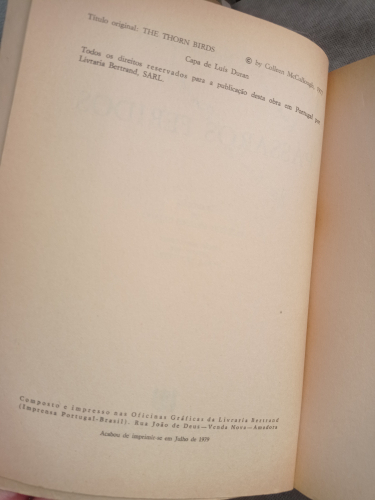 Título original: THE THORN BIRDS
© by Colleen McCullough, 1977
Capa de Luís Duran
Todos os direitos reservados para a publicação desta obra em Portugal por
Livraria Bertrand, SARL.
Composto e impresso nas Oficinas Gráficas da Livraria Bertrand
(Imprensa Portugal-Brasil). Rua João de Deus—Venda Nova—Amadora
Acabou de imprimir-se em Julho de 1979